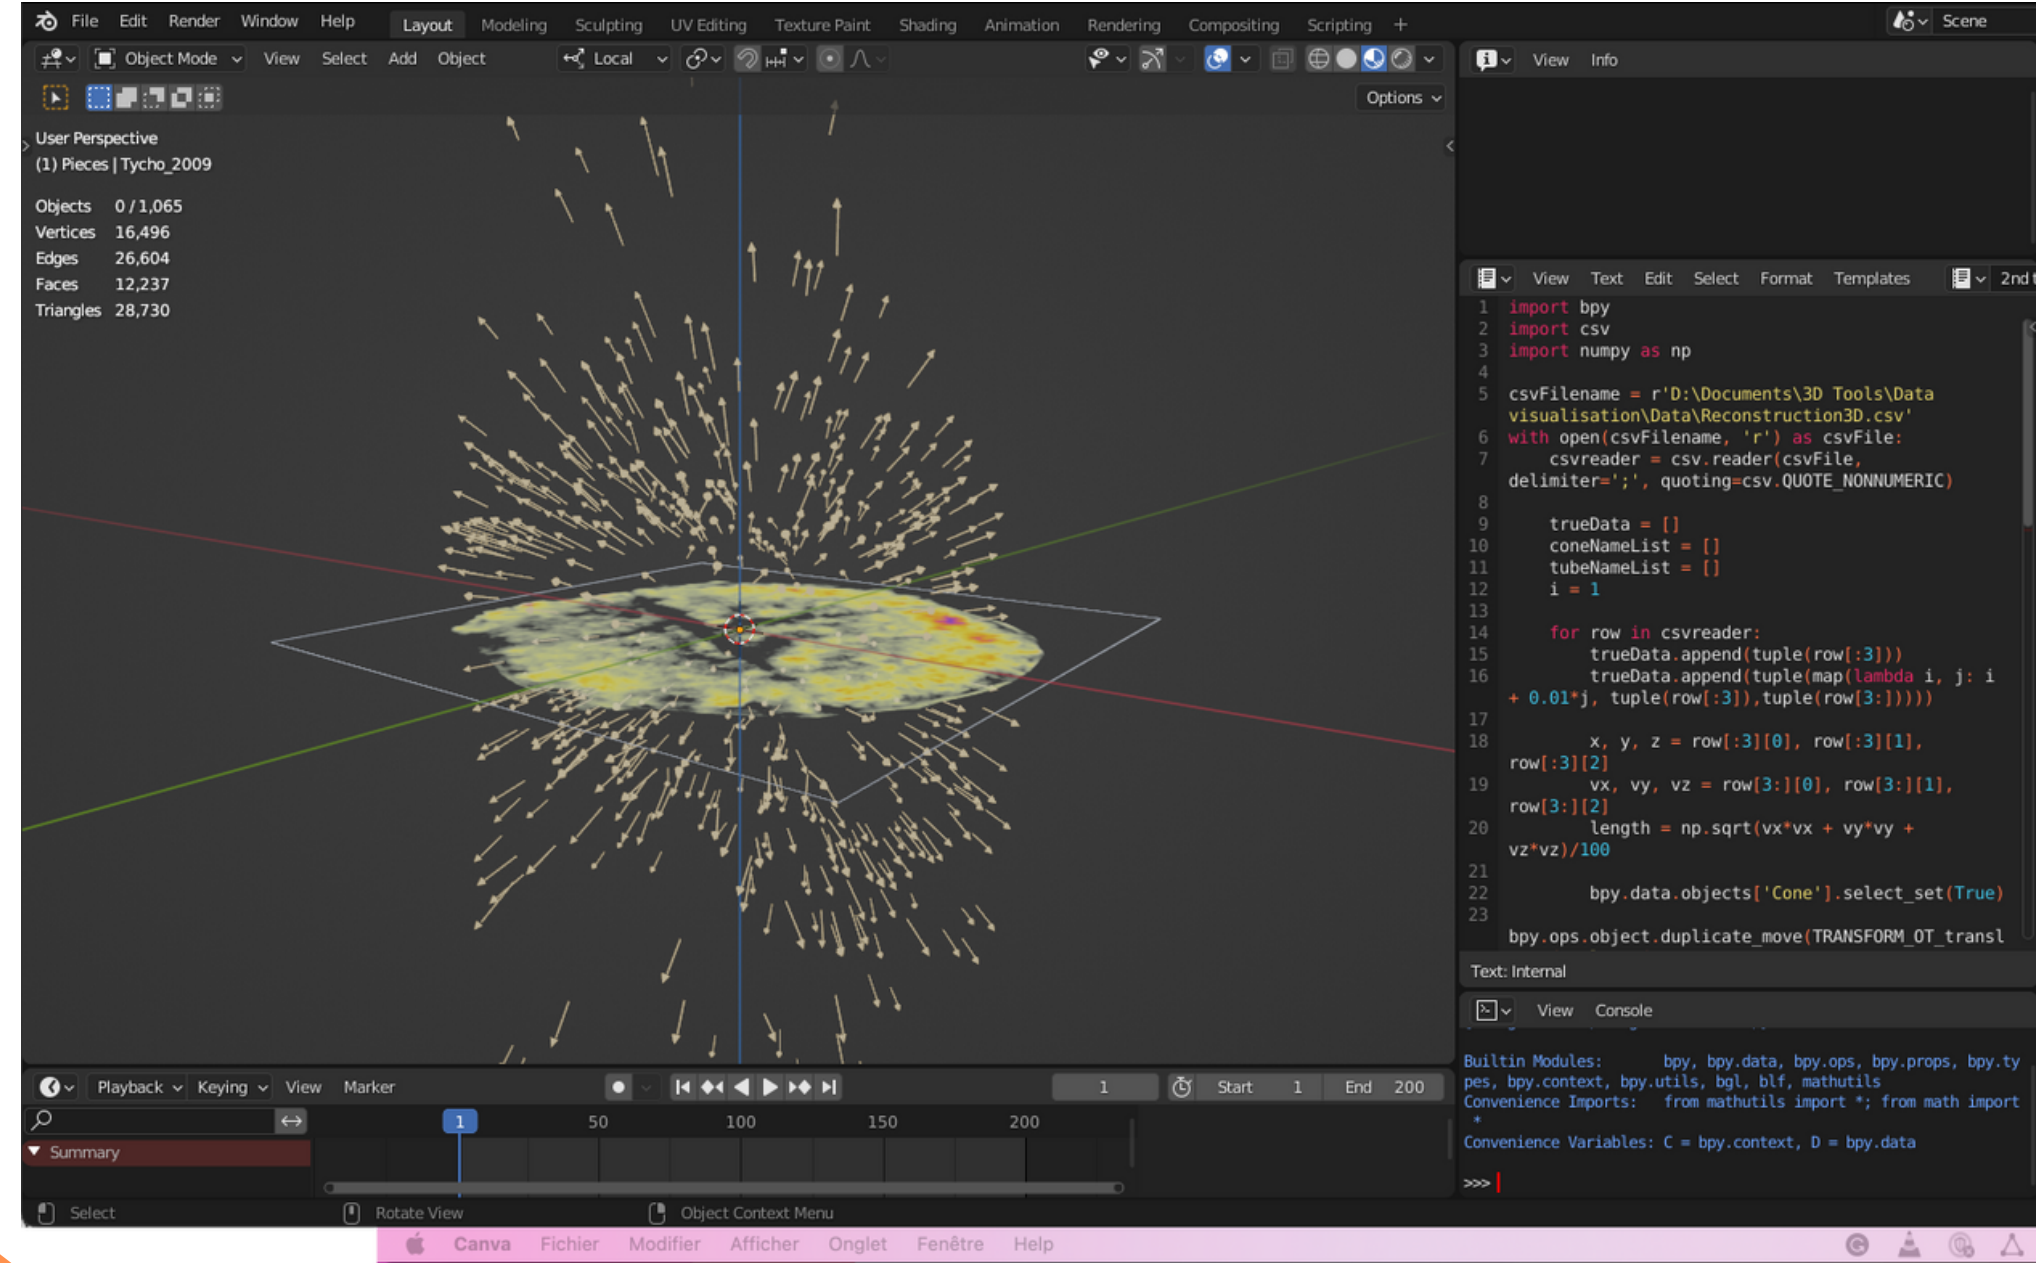 File Edit Render Window Help Layout Modeling Sculpting UV Editing Texture Paint Shading Animation Rendering Compositing Scripting + Scene
Object Mode View Select Add Object Local
Options
User Perspective
(1) Pieces | Tycho_2009
Objects 0 / 1,065
Vertices 16,496
Edges 26,604
Faces 12,237
Triangles 28,730
View Info
View Text Edit Select Format Templates 2nd
1 import bpy
2 import csv
3 import numpy as np
4
5 csvFilename = r'D:\Documents\3D Tools\Data
visualisation\Data\Reconstruction3D.csv'
6 with open(csvFilename, 'r') as csvFile:
7 csvreader = csv.reader(csvFile,
delimiter=';', quoting=csv.QUOTE_NONNUMERIC)
8
9 trueData = []
10 coneNameList = []
11 tubeNameList = []
12 i = 1
13
14 for row in csvreader:
15 trueData.append(tuple(row[:3]))
16 trueData.append(tuple(map(lambda i, j: i
+ 0.01*j, tuple(row[:3]),tuple(row[3:]))))
17
18 x, y, z = row[:3][0], row[:3][1],
row[:3][2]
19 vx, vy, vz = row[3:][0], row[3:][1],
row[3:][2]
20 length = np.sqrt(vx*vx + vy*vy +
vz*vz)/100
21
22 bpy.data.objects['Cone'].select_set(True)
23
bpy.ops.object.duplicate_move(TRANSFORM_OT_transl
Text: Internal
View Console
Builtin Modules: bpy, bpy.data, bpy.ops, bpy.props, bpy.ty
pes, bpy.context, bpy.utils, bgl, blf, mathutils
Convenience Imports: from mathutils import *; from math import
*
Convenience Variables: C = bpy.context, D = bpy.data
>>>
Playback Keying View Marker 1 Start 1 End 200
1 50 100 150 200
Summary
Select Rotate View Object Context Menu
Canva Fichier Modifier Afficher Onglet Fenêtre Help